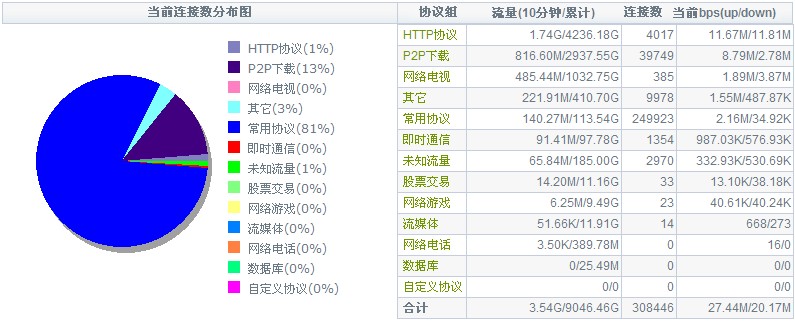 当前连接数分布图
HTTP协议(1%)
P2P下载(13%)
网络电视(0%)
其它(3%)
常用协议(81%)
即时通信(0%)
未知流量(1%)
股票交易(0%)
网络游戏(0%)
流媒体(0%)
网络电话(0%)
数据库(0%)
自定义协议(0%)
协议组 流量(10分钟/累计) 连接数 当前bps(up/down)
HTTP协议 1.74G/4236.18G 4017 11.67M/11.81M
P2P下载 816.60M/2937.55G 39749 8.79M/2.78M
网络电视 485.44M/1032.75G 385 1.89M/3.87M
其它 221.91M/410.70G 9978 1.55M/487.87K
常用协议 140.27M/113.54G 249923 2.16M/34.92K
即时通信 91.41M/97.78G 1354 987.03K/576.93K
未知流量 65.84M/185.00G 2970 332.93K/530.69K
股票交易 14.20M/11.16G 33 13.10K/38.18K
网络游戏 6.25M/9.49G 23 40.61K/40.24K
流媒体 51.66K/11.91G 14 668/273
网络电话 3.50K/389.78M 0 16/0
数据库 0/25.49M 0 0/0
自定义协议 0/0 0 0/0
合计 3.54G/9046.46G 308446 27.44M/20.17M